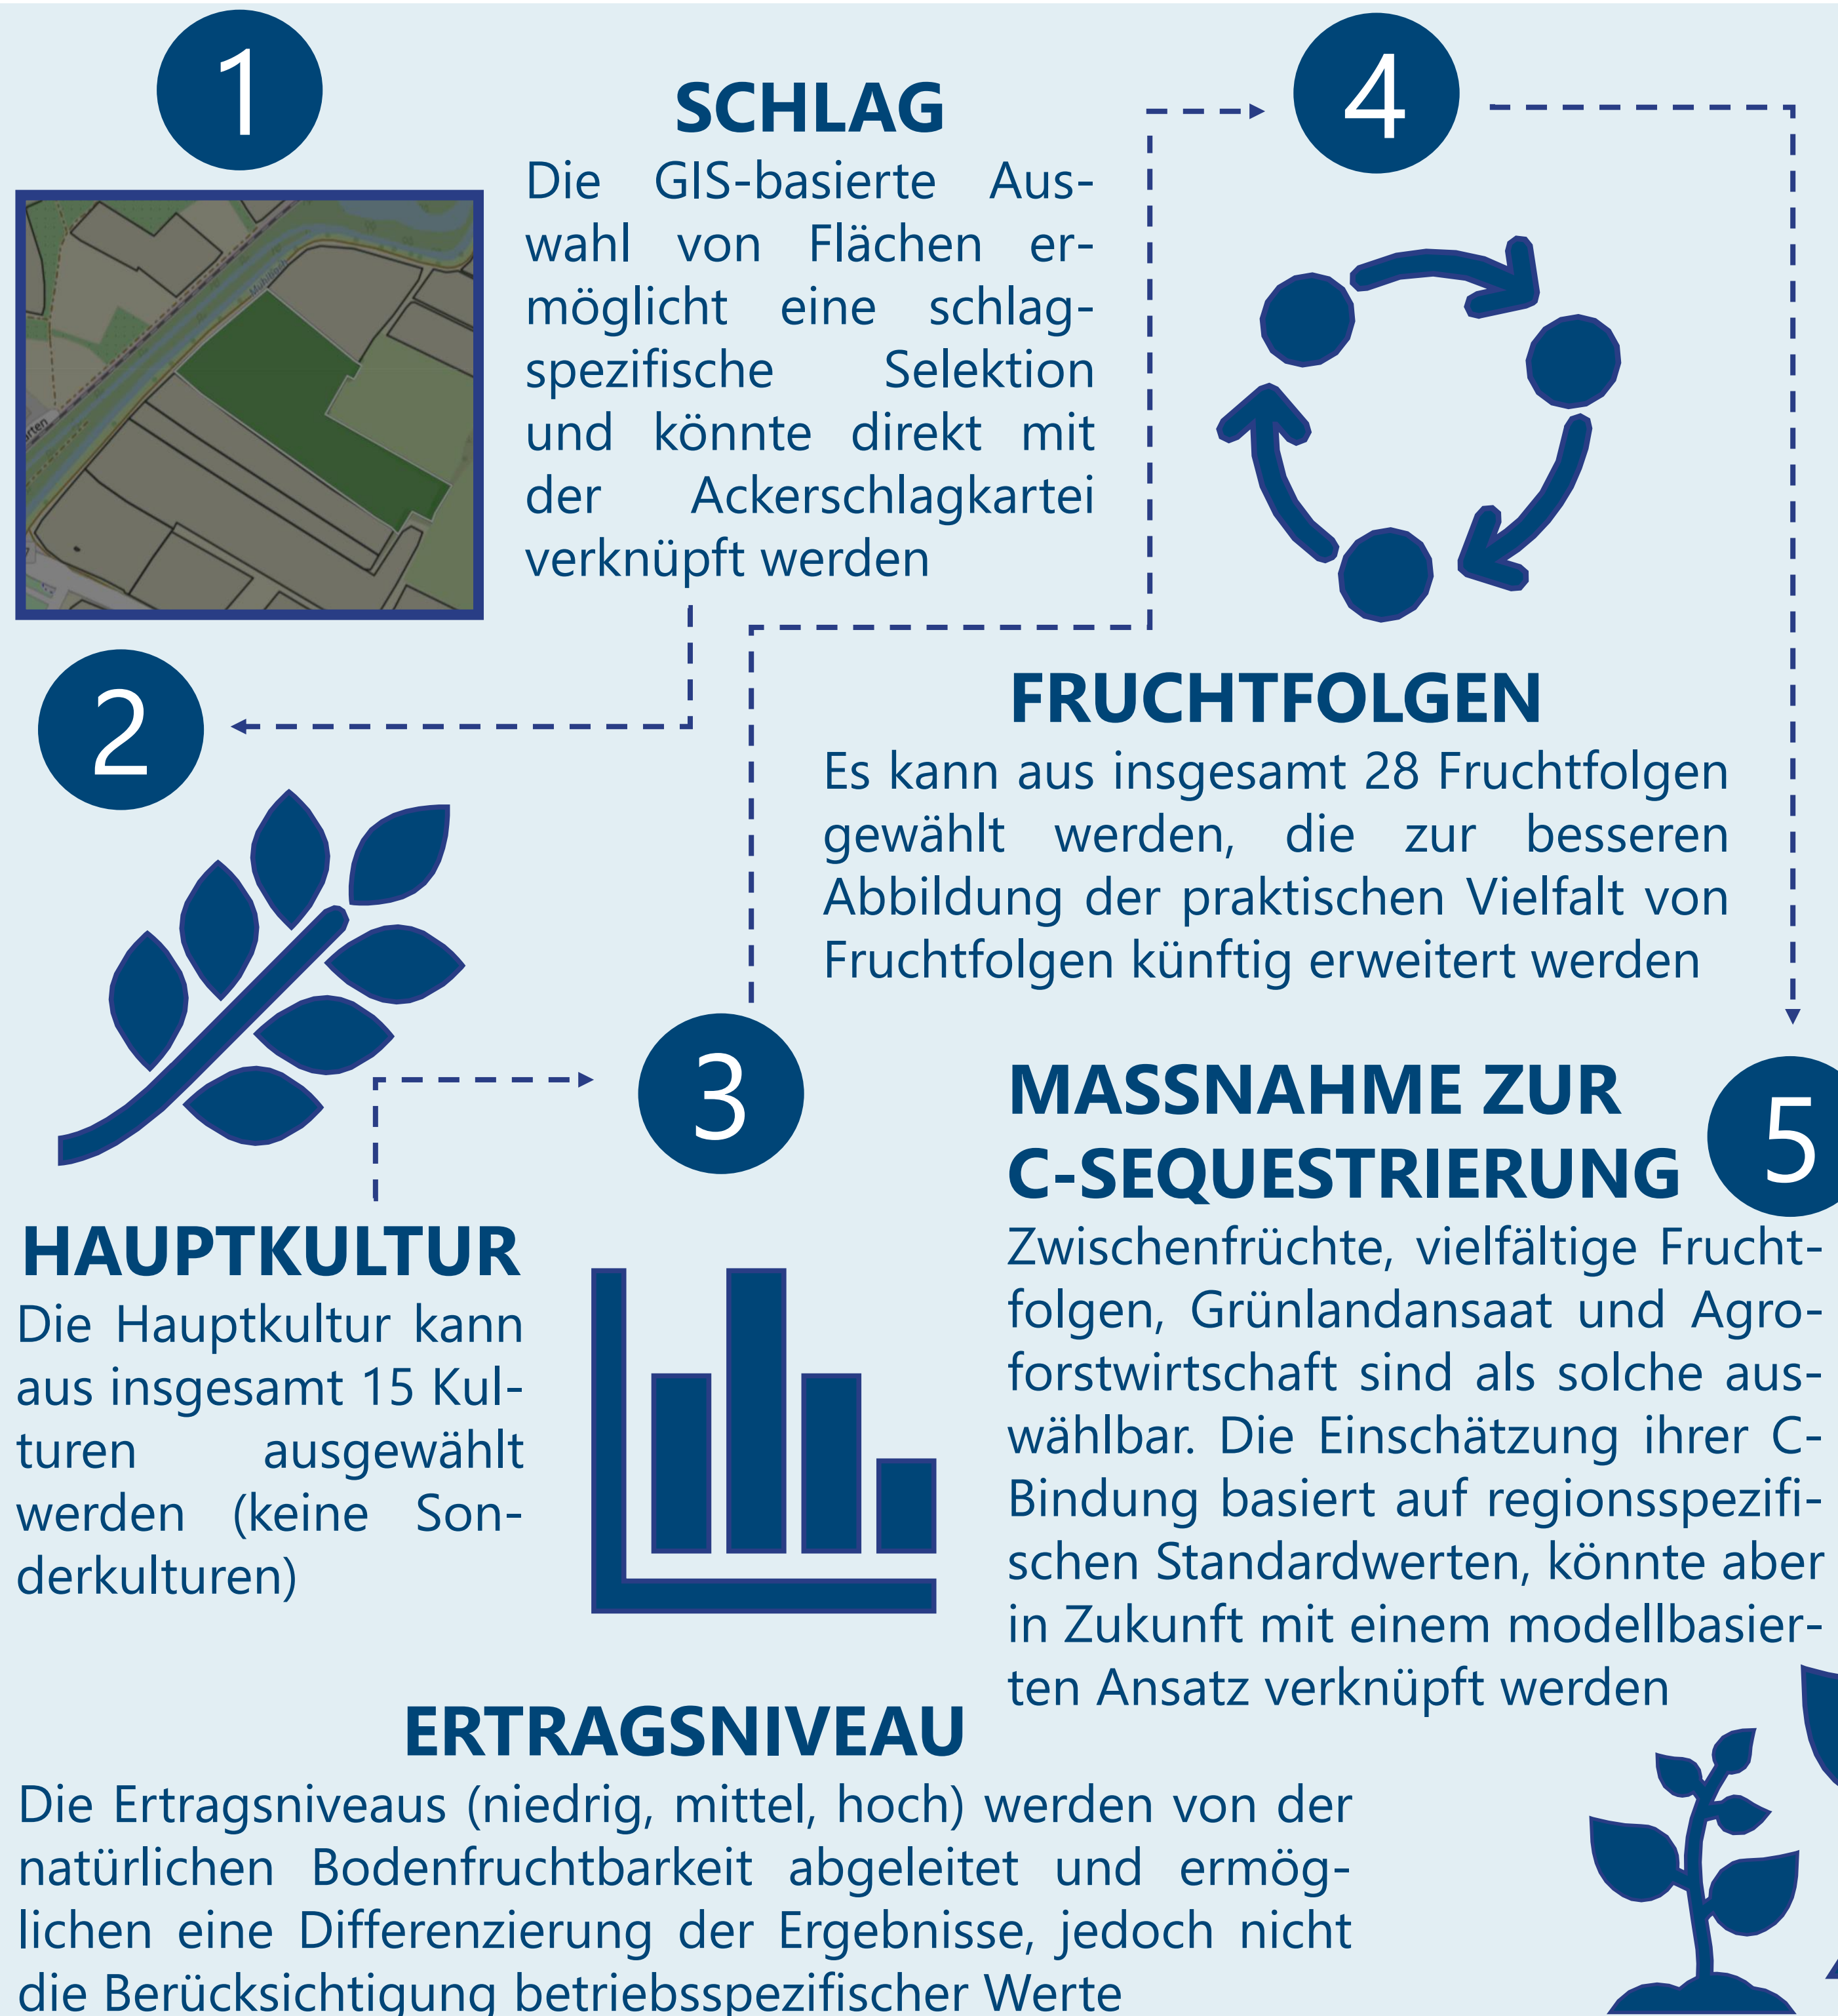 1
SCHLAG
Die GIS-basierte Aus-
wahl von Flächen er-
möglicht eine schlag-
spezifische Selektion
und könnte direkt mit
der Ackerschlagkartei
verknüpft werden
2
HAUPTKULTUR
Die Hauptkultur kann
aus insgesamt 15 Kul-
turen ausgewählt
werden (keine Son-
derkulturen)
3
ERTRAGSNIVEAU
Die Ertragsniveaus (niedrig, mittel, hoch) werden von der
natürlichen Bodenfruchtbarkeit abgeleitet und ermög-
lichen eine Differenzierung der Ergebnisse, jedoch nicht
die Berücksichtigung betriebsspezifischer Werte
4
FRUCHTFOLGEN
Es kann aus insgesamt 28 Fruchtfolgen
gewählt werden, die zur besseren
Abbildung der praktischen Vielfalt von
Fruchtfolgen künftig erweitert werden
5
MASSNAHME ZUR
C-SEQUESTRIERUNG
Zwischenfrüchte, vielfältige Frucht-
folgen, Grünlandansaat und Agro-
forstwirtschaft sind als solche aus-
wählbar. Die Einschätzung ihrer C-
Bindung basiert auf regionsspezifi-
schen Standardwerten, könnte aber
in Zukunft mit einem modellbasier-
ten Ansatz verknüpft werden